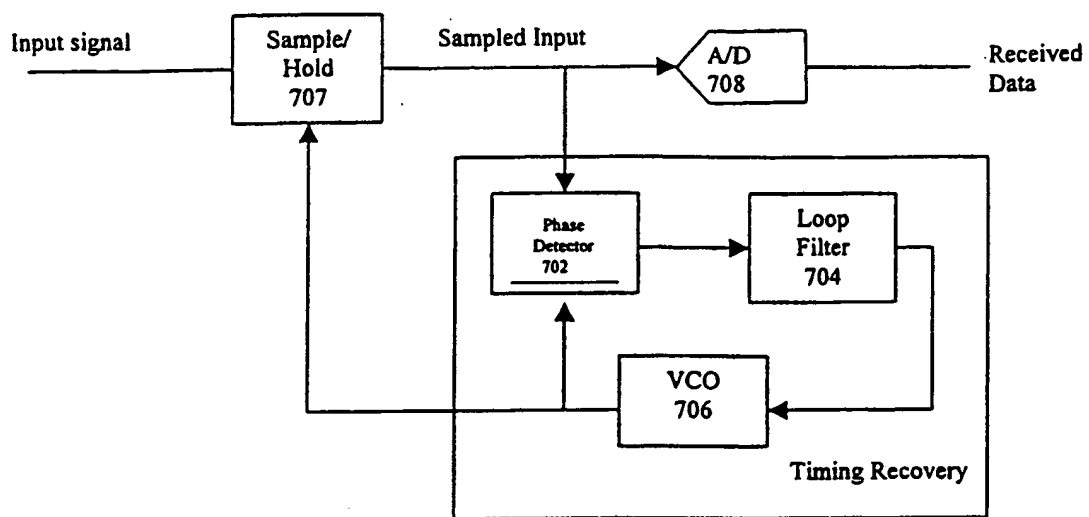 Input signal
Sample/
Hold
707
Sampled Input
A/D
708
Received
Data
Phase
Detector
702
Loop
Filter
704
VCO
706
Timing Recovery